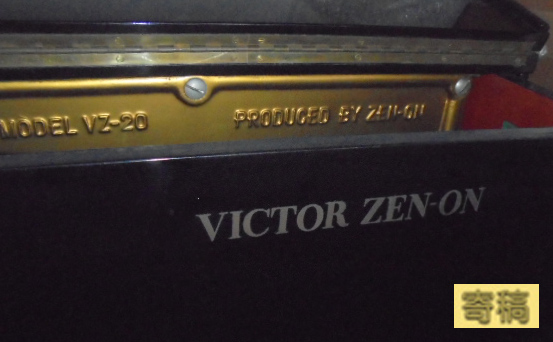 MODEL VZ-20 PRODUCED BY ZEN-ON
VICTOR ZEN-ON
寄稿